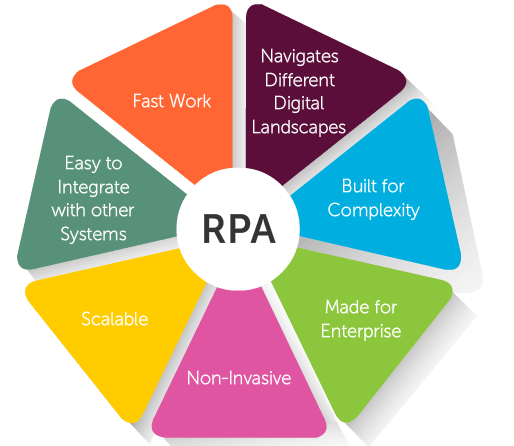 Fast Work
Navigates
Different
Digital
Landscapes
Easy to
Integrate
with other
Systems
Built for
Complexity
RPA
Scalable
Made for
Enterprise
Non-Invasive